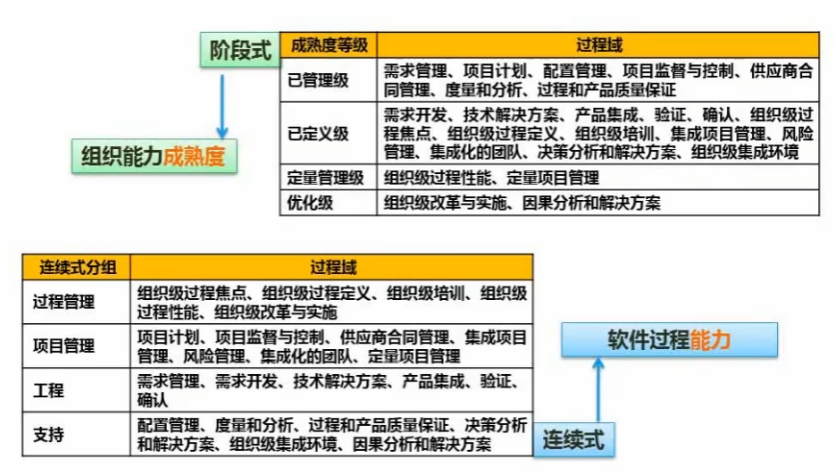 阶段式
组织能力成熟度
成熟度等级 过程域
已管理级 需求管理、项目计划、配置管理、项目监督与控制、供应商合
同管理、度量和分析、过程和产品质量保证
已定义级 需求开发、技术解决方案、产品集成、验证、确认、组织级过
程焦点、组织级过程定义、组织级培训、集成项目管理、风险
管理、集成化的团队、决策分析和解决方案、组织级集成环境
定量管理级 组织级过程性能、定量项目管理
优化级 组织级改革与实施、因果分析和解决方案
连续式分组 过程域
过程管理 组织级过程焦点、组织级过程定义、组织级培训、组织级
过程性能、组织级改革与实施
项目管理 项目计划、项目监督与控制、供应商合同管理、集成项目
管理、风险管理、集成化的团队、定量项目管理
工程 需求管理、需求开发、技术解决方案、产品集成、验证、
确认
支持 配置管理、度量和分析、过程和产品质量保证、决策分析
和解决方案、组织级集成环境、因果分析和解决方案
软件过程能力
连续式